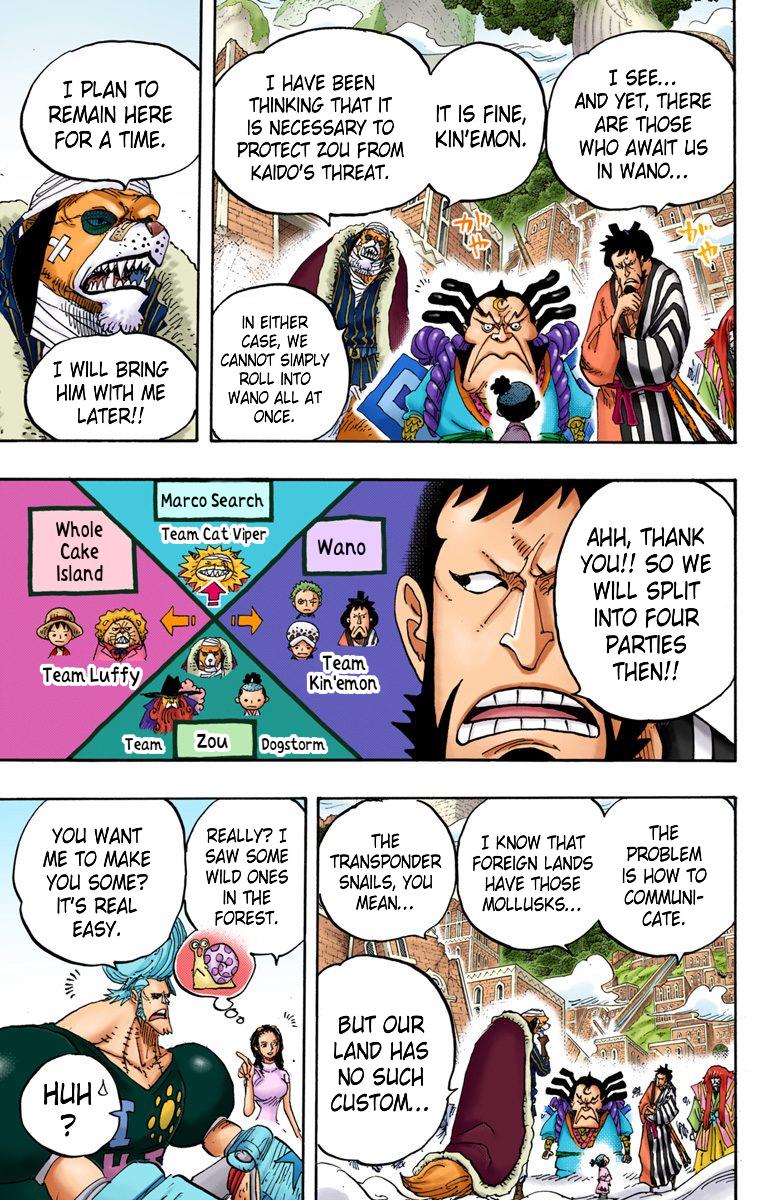 I SEE...
AND YET, THERE
ARE THOSE
WHO AWAIT US
IN WANO...
IT IS FINE,
KIN'EMON.
I HAVE BEEN
THINKING THAT IT
IS NECESSARY TO
PROTECT ZOU FROM
KAIDO'S THREAT.
がや
がや
IN EITHER
CASE, WE
CANNOT SIMPLY
ROLL INTO
WANO ALL AT
ONCE.
I PLAN TO
REMAIN HERE
FOR A TIME.
I WILL BRING
HIM WITH ME
LATER!!
AHH, THANK
YOU!! SO WE
WILL SPLIT
INTO FOUR
PARTIES
THEN!!
Marco Search
Team Cat Viper
Whole
Cake
Island
Team Luffy
Wano
Team
Kin'emon
Team Zou Dogstorm
THE
PROBLEM
IS HOW TO
COMMUNI-
CATE.
I KNOW THAT
FOREIGN LANDS
HAVE THOSE
MOLLUSKS...
THE
TRANSPONDER
SNAILS, YOU
MEAN...
BUT OUR
LAND HAS
NO SUCH
CUSTOM...
REALLY? I
SAW SOME
WILD ONES
IN THE
FOREST.
YOU WANT
ME TO MAKE
YOU SOME?
IT'S REAL
EASY.
HUH
?